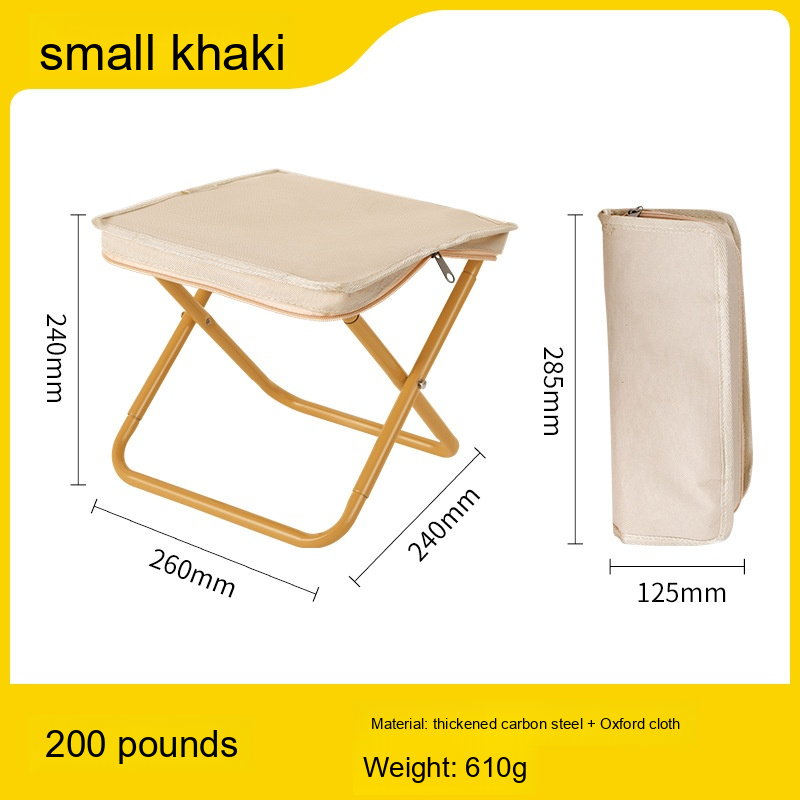 small khaki
240mm
285mm
260mm
240mm
125mm
200 pounds
Material: thickened carbon steel + Oxford cloth
Weight: 610g